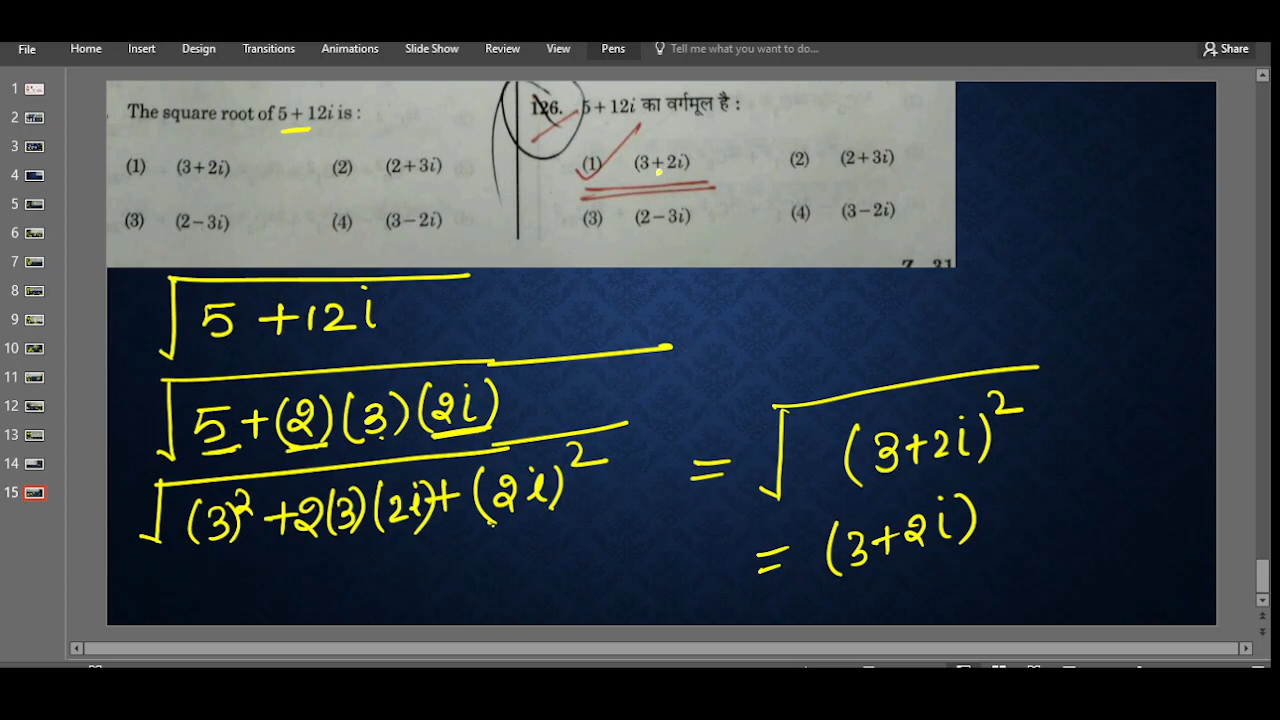 File Home Insert Design Transitions Animations Slide Show Review View Pens Tell me what you want to do... Share
1
2
3
4
5
6
7
8
9
10
11
12
13
14
15
The square root of 5 + 12i is :
(1) (3+2i) (2) (2+3i)
(3) (2−3i) (4) (3−2i)
126. 5 + 12i का वर्गमूल है :
(1) (3+2i) (2) (2+3i)
(3) (2−3i) (4) (3−2i)
√5 + 12i
√5 + (2)(3)(2i)
√(3)² + 2(3)(2i) + (2i)²
= √(3+2i)²
= (3+2i)